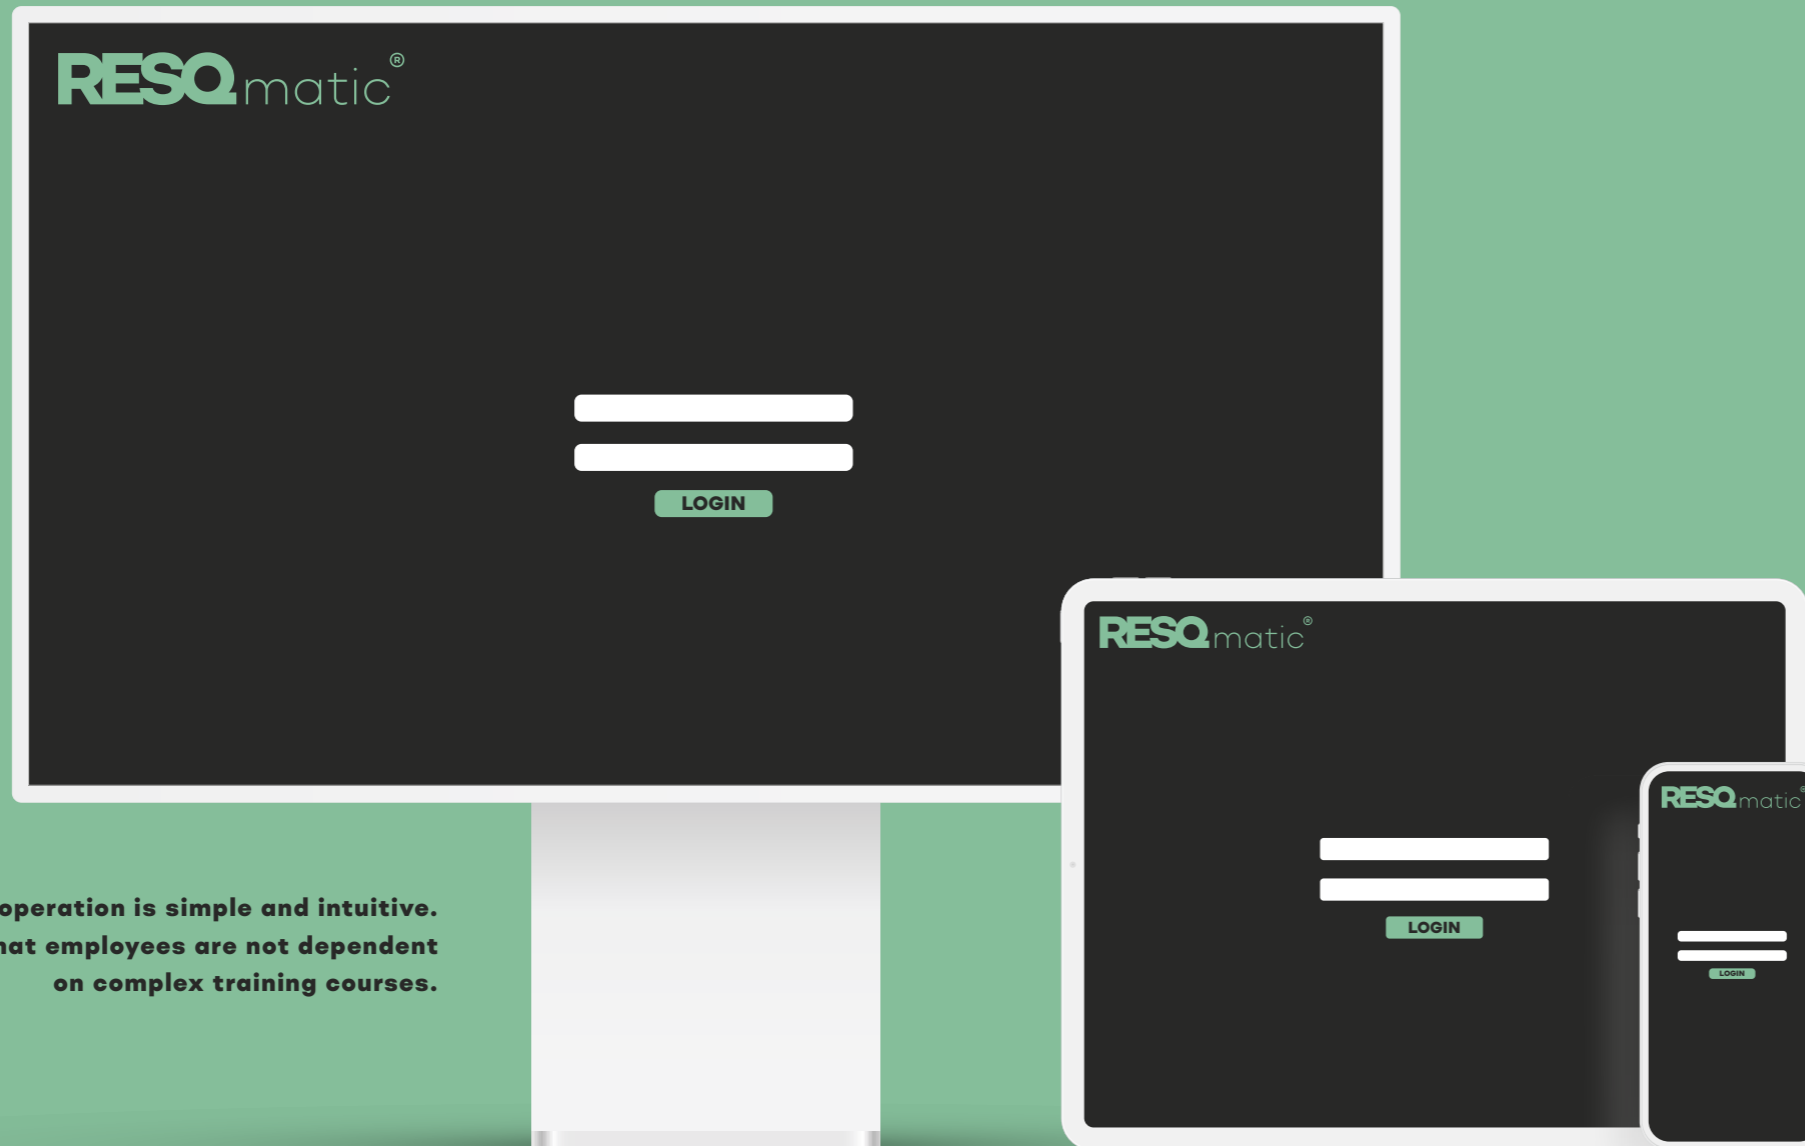 RESQmatic®
LOGIN
RESQmatic®
LOGIN
RESQmatic
LOGIN
operation is simple and intuitive.
employees are not dependent
on complex training courses.